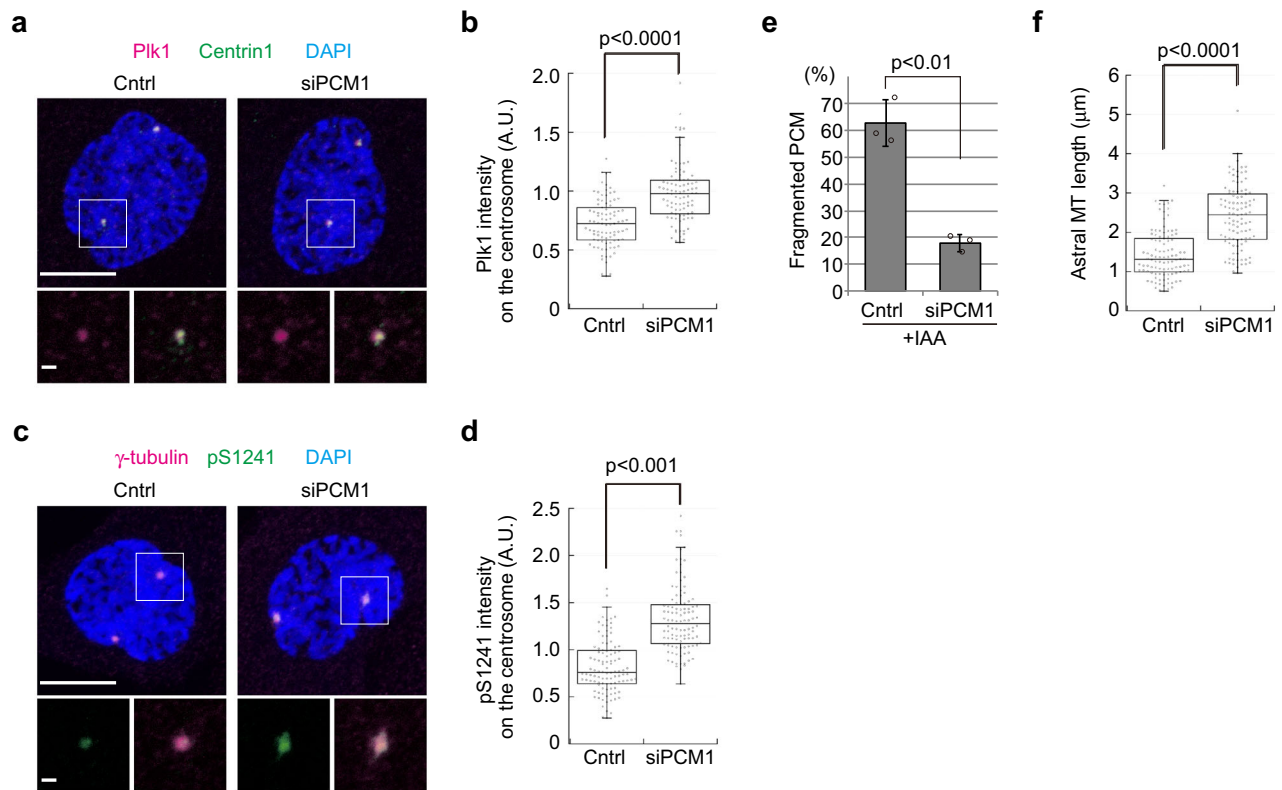 a
Plk1 Centrin1 DAPI
Cntrl siPCM1
b
p<0.0001
Plk1 intensity
on the centrosome (A.U.)
2.0
1.5
1.0
0.5
0
Cntrl siPCM1
e
p<0.01
(%)
Fragmented PCM
70
60
50
40
30
20
10
0
Cntrl siPCM1
+IAA
f
p<0.0001
Astral MT length (μm)
6
5
4
3
2
1
0
Cntrl siPCM1
c
γ-tubulin pS1241 DAPI
Cntrl siPCM1
d
p<0.001
pS1241 intensity
on the centrosome (A.U.)
2.5
2.0
1.5
1.0
0.5
0
Cntrl siPCM1